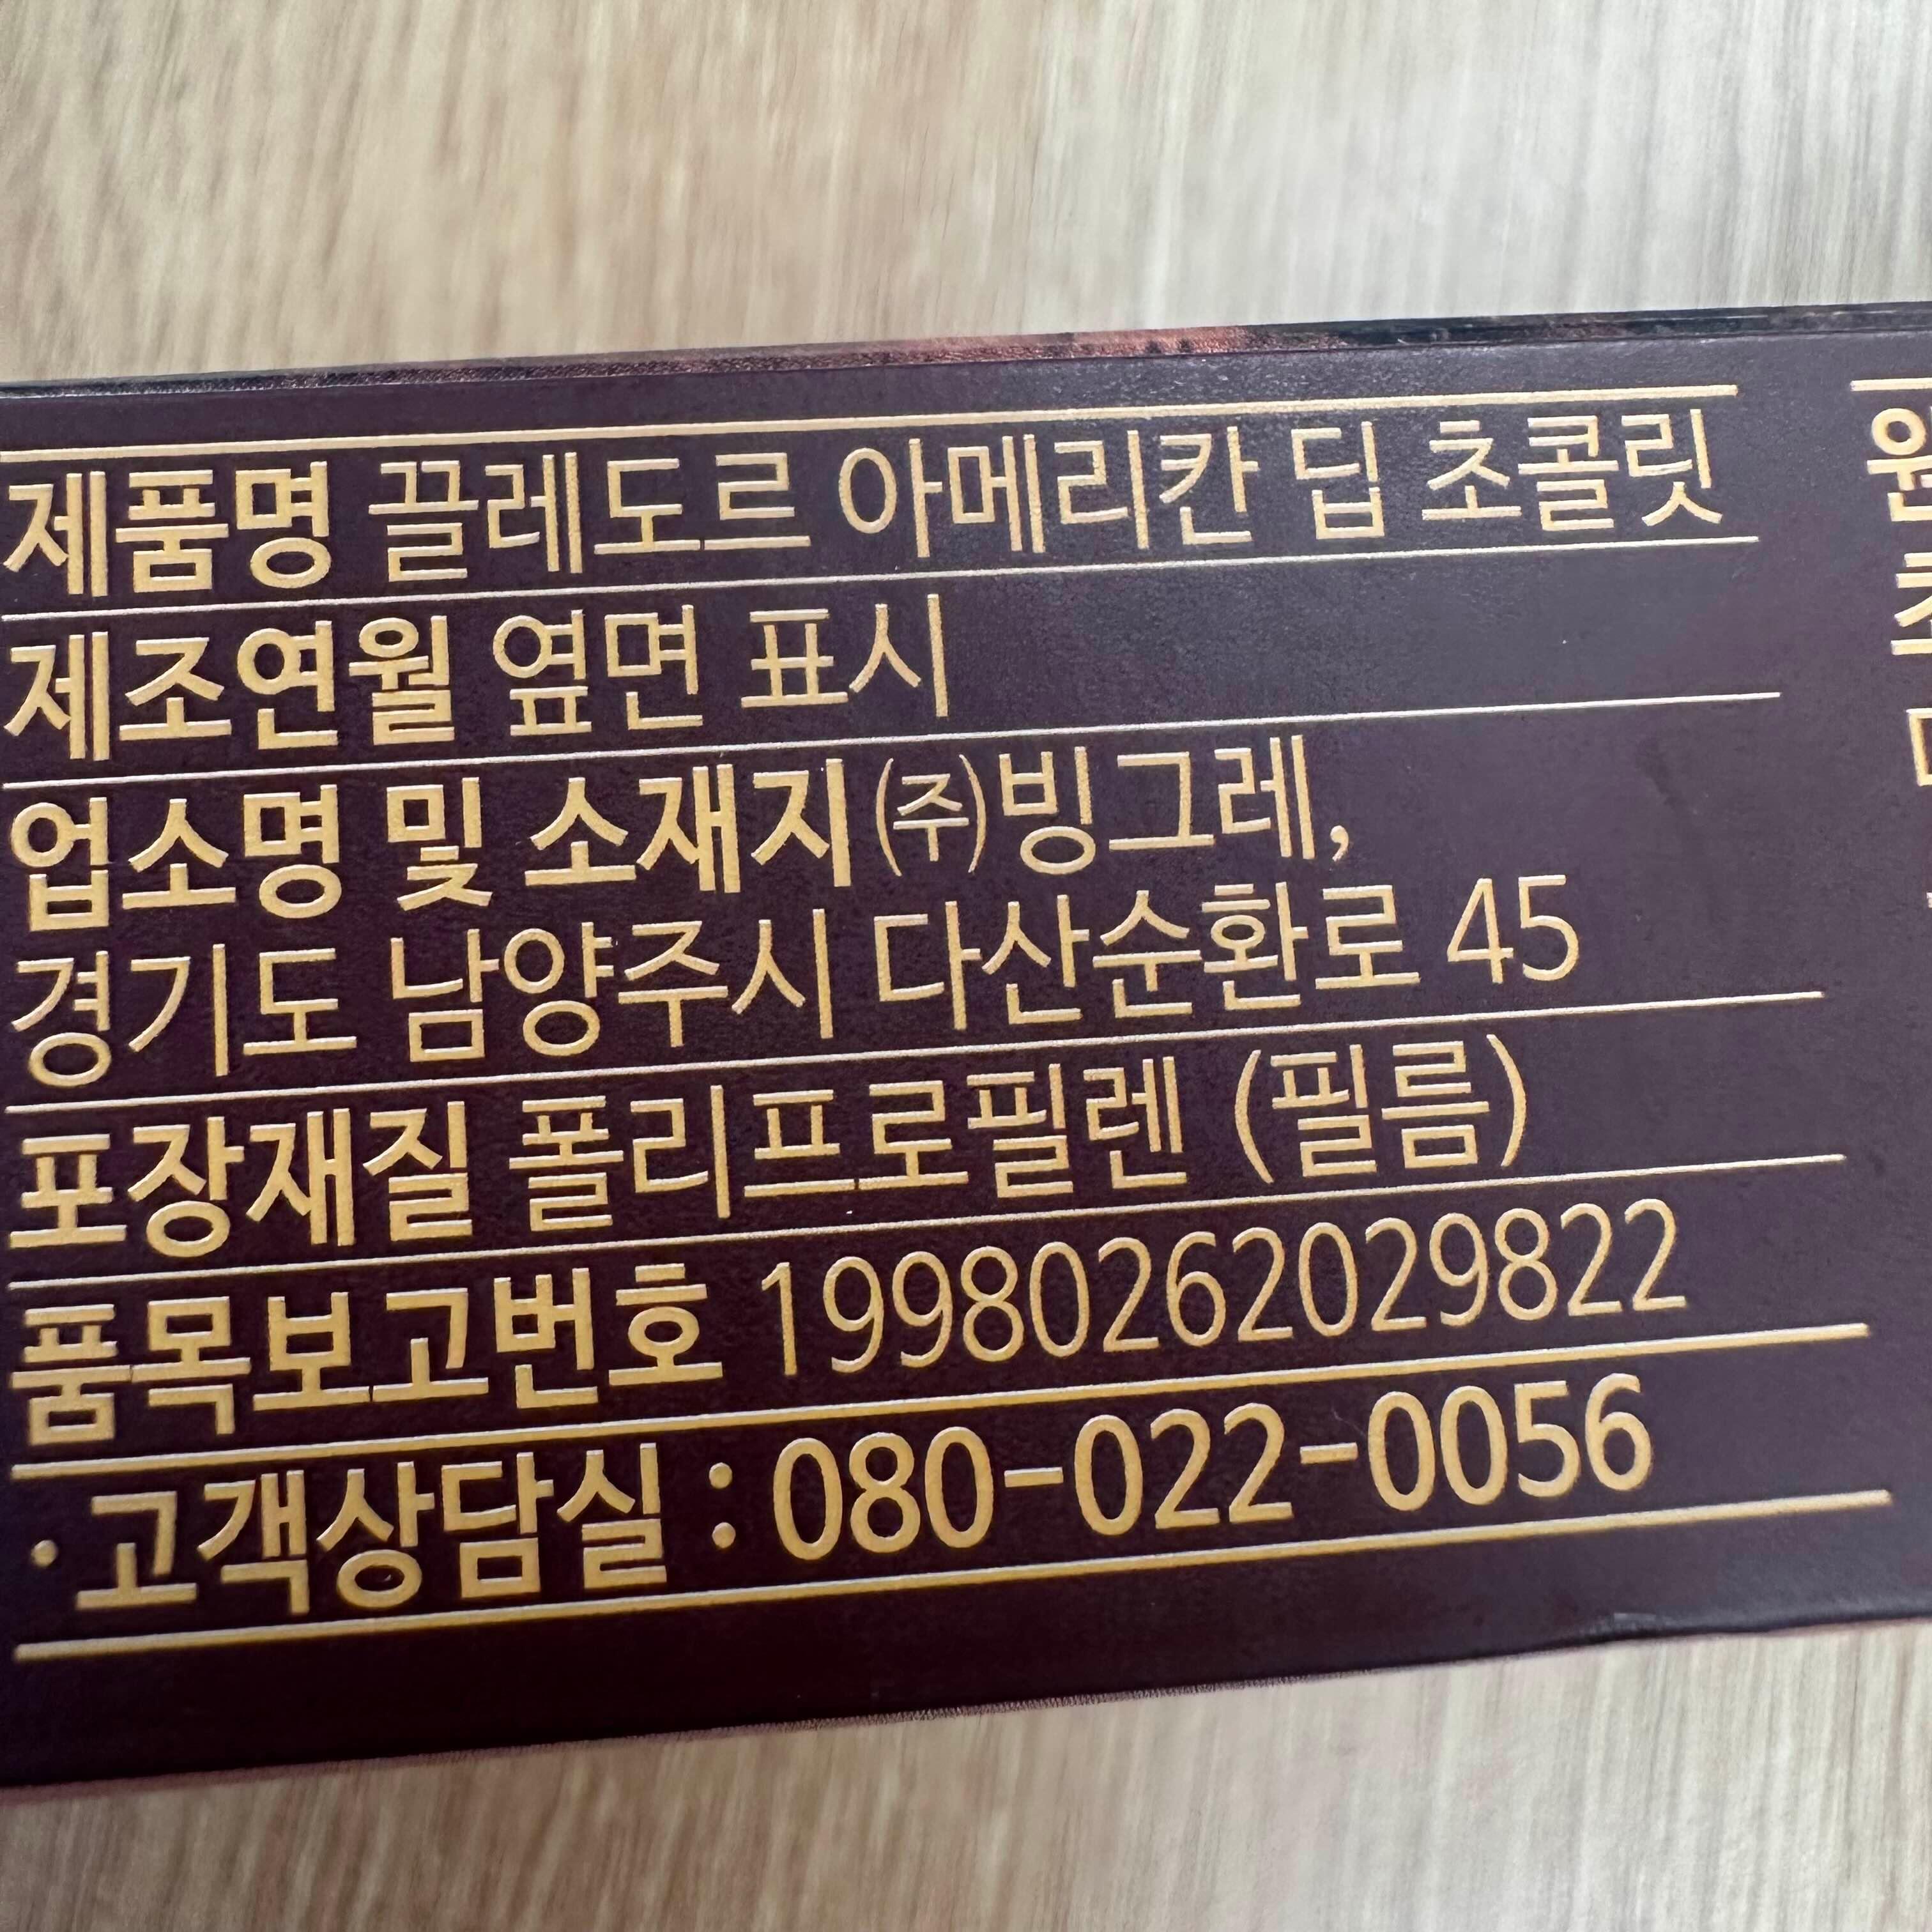 제품명 끌레도르 아메리칸 딥 초콜릿
제조연월 옆면 표시
업소명 및 소재지 ㈜빙그레,
경기도 남양주시 다산순환로 45
포장재질 폴리프로필렌 (필름)
품목보고번호 19980262029822
·고객상담실 : 080-022-0056